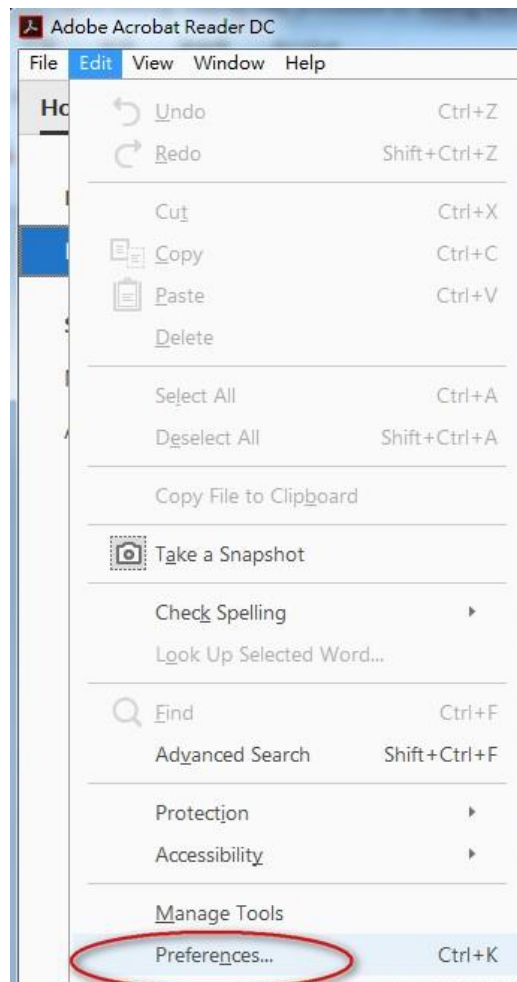 Adobe Acrobat Reader DC
File Edit View Window Help
Ho
Undo Ctrl+Z
Redo Shift+Ctrl+Z
Cut Ctrl+X
Copy Ctrl+C
Paste Ctrl+V
Delete
Select All Ctrl+A
Deselect All Shift+Ctrl+A
Copy File to Clipboard
Take a Snapshot
Check Spelling
Look Up Selected Word...
Find Ctrl+F
Advanced Search Shift+Ctrl+F
Protection
Accessibility
Manage Tools
Preferences... Ctrl+K